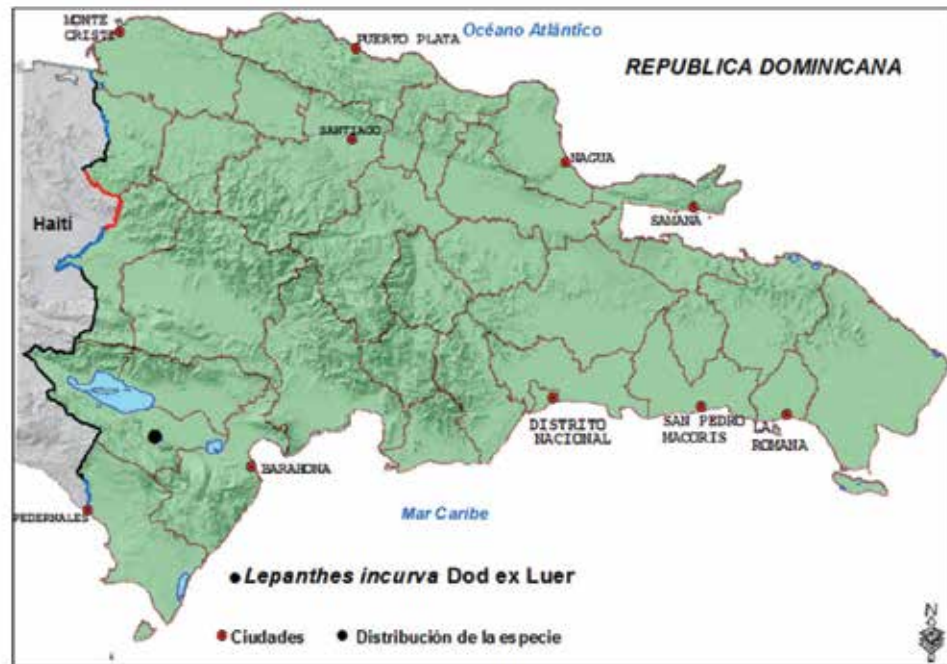 MONTE
CRISTI
PUERTO PLATA
Océano Atlántico
REPUBLICA DOMINICANA
SANTIAGO
NAGUA
SAMANA
Haití
DISTRITO
NACIONAL
SAN PEDRO
MACORIS
LA
ROMANA
BARAHONA
PEDERNALES
Mar Caribe
Lepanthes incurva Dod ex Luer
Ciudades
Distribución de la especie